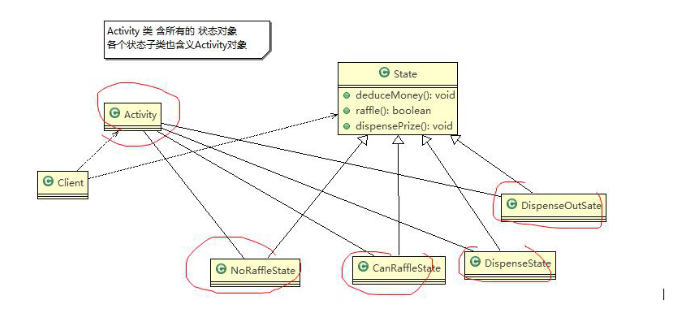 Activity 类 含所有的 状态对象
各个状态子类也含义Activity对象
C State
deduceMoney(): void
raffle(): boolean
dispensePrize(): void
C Activity
C Client
C DispenseOutSate
C NoRaffleState
C CanRaffleState
C DispenseState